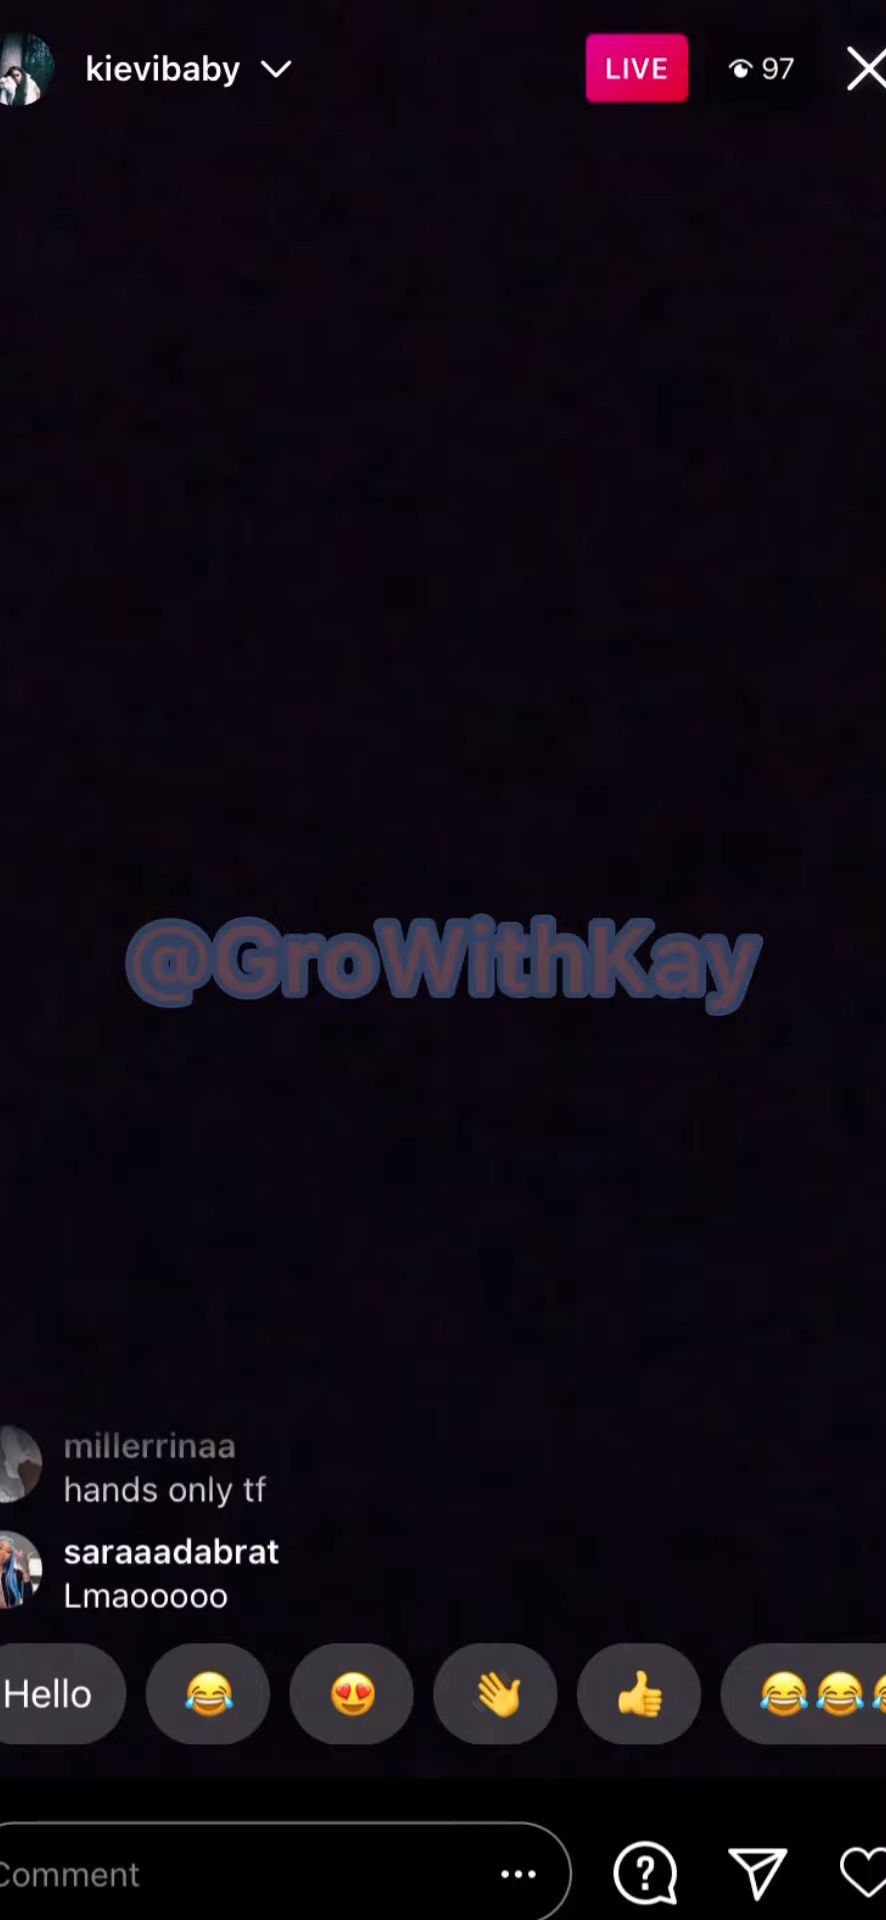 kievibaby
LIVE
97
@GroWithKay
millerrinaa
hands only tf
saraaadabrat
Lmaooooo
Hello
Comment